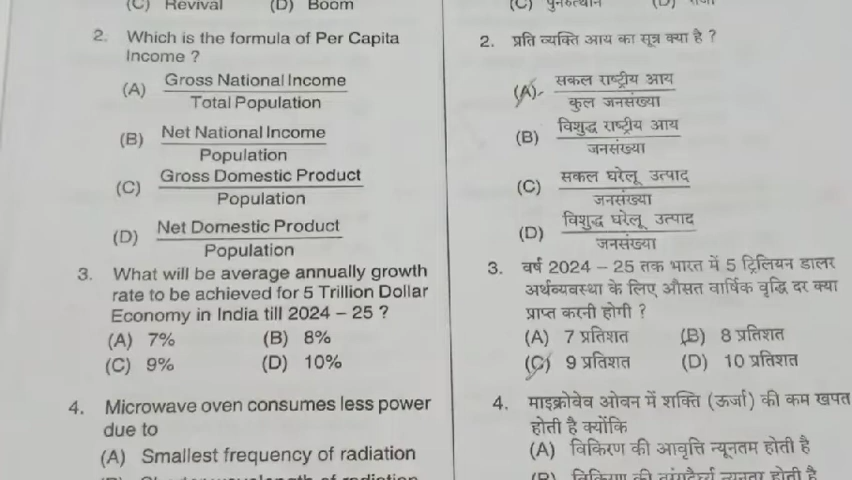 (C) Revival (D) Boom
2. Which is the formula of Per Capita
Income ?
(A) Gross National Income
Total Population
(B) Net National Income
Population
(C) Gross Domestic Product
Population
(D) Net Domestic Product
Population
3. What will be average annually growth
rate to be achieved for 5 Trillion Dollar
Economy in India till 2024 – 25 ?
(A) 7% (B) 8%
(C) 9% (D) 10%
4. Microwave oven consumes less power
due to
(A) Smallest frequency of radiation
(C) पुनरुत्थान (D)
2. प्रति व्यक्ति आय का सूत्र क्या है ?
(A) सकल राष्ट्रीय आय
कुल जनसंख्या
(B) विशुद्ध राष्ट्रीय आय
जनसंख्या
(C) सकल घरेलू उत्पाद
जनसंख्या
(D) विशुद्ध घरेलू उत्पाद
जनसंख्या
3. वर्ष 2024 – 25 तक भारत में 5 ट्रिलियन डालर
अर्थव्यवस्था के लिए औसत वार्षिक वृद्धि दर क्या
प्राप्त करनी होगी ?
(A) 7 प्रतिशत (B) 8 प्रतिशत
(C) 9 प्रतिशत (D) 10 प्रतिशत
4. माइक्रोवेव ओवन में शक्ति (ऊर्जा) की कम खपत
होती है क्योंकि
(A) विकिरण की आवृत्ति न्यूनतम होती है